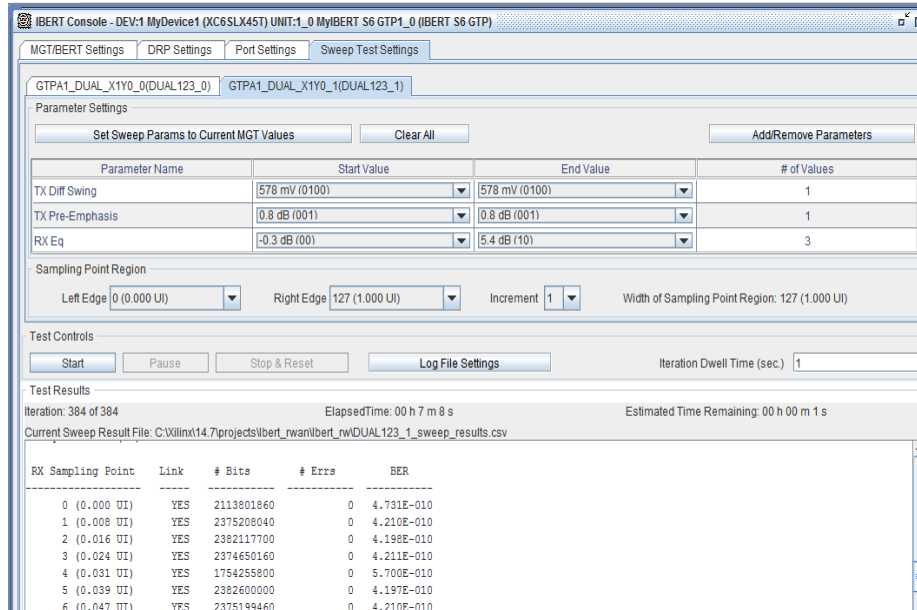 IBERT Console - DEV:1 MyDevice1 (XC6SLX45T) UNIT:1_0 MyIBERT S6 GTP1_0 (IBERT S6 GTP)
MGT/BERT Settings DRP Settings Port Settings Sweep Test Settings
GTPA1_DUAL_X1Y0_0(DUAL123_0) GTPA1_DUAL_X1Y0_1(DUAL123_1)
Parameter Settings
Set Sweep Params to Current MGT Values Clear All Add/Remove Parameters
Parameter Name Start Value End Value # of Values
TX Diff Swing 578 mV (0100) 578 mV (0100) 1
TX Pre-Emphasis 0.8 dB (001) 0.8 dB (001) 1
RX Eq -0.3 dB (00) 5.4 dB (10) 3
Sampling Point Region
Left Edge 0 (0.000 UI) Right Edge 127 (1.000 UI) Increment 1 Width of Sampling Point Region: 127 (1.000 UI)
Test Controls
Start Pause Stop & Reset Log File Settings Iteration Dwell Time (sec.) 1
Test Results
Iteration: 384 of 384 ElapsedTime: 00 h 7 m 8 s Estimated Time Remaining: 00 h 00 m 1 s
Current Sweep Result File: C:\Xilinx\14.7\projects\Ibert_rwan\Ibert_rw\DUAL123_1_sweep_results.csv
RX Sampling Point Link # Bits # Errs BER
------------------- ----- ----------- ----------- -----------
0 (0.000 UI) YES 2113801860 0 4.731E-010
1 (0.008 UI) YES 2375208040 0 4.210E-010
2 (0.016 UI) YES 2382117700 0 4.198E-010
3 (0.024 UI) YES 2374650160 0 4.211E-010
4 (0.031 UI) YES 1754255800 0 5.700E-010
5 (0.039 UI) YES 2382600000 0 4.197E-010
6 (0.047 UI) YES 2375199460 0 4.210E-010